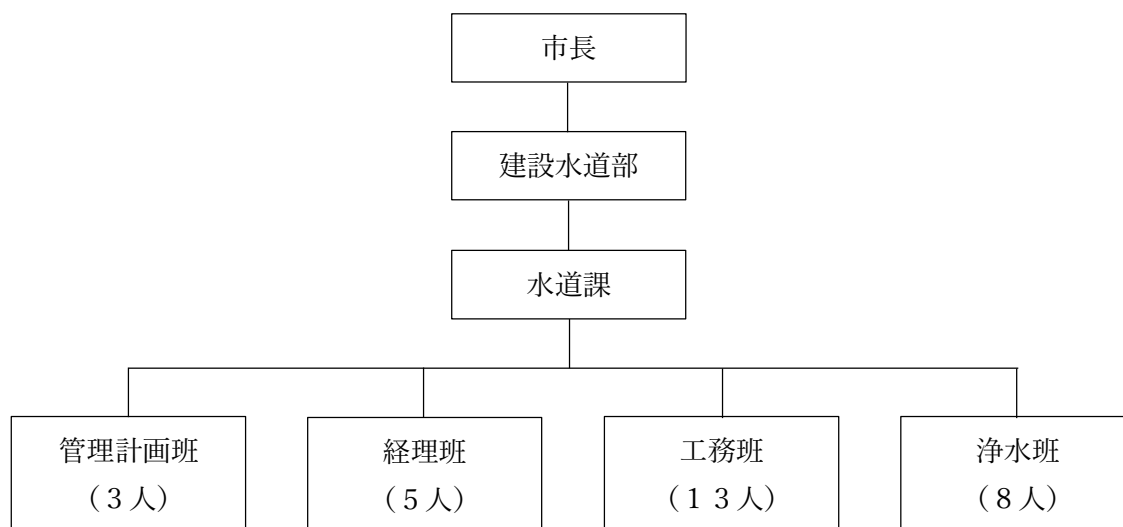 市長
建設水道部
水道課
管理計画班
（３人）
経理班
（５人）
工務班
（１３人）
浄水班
（８人）